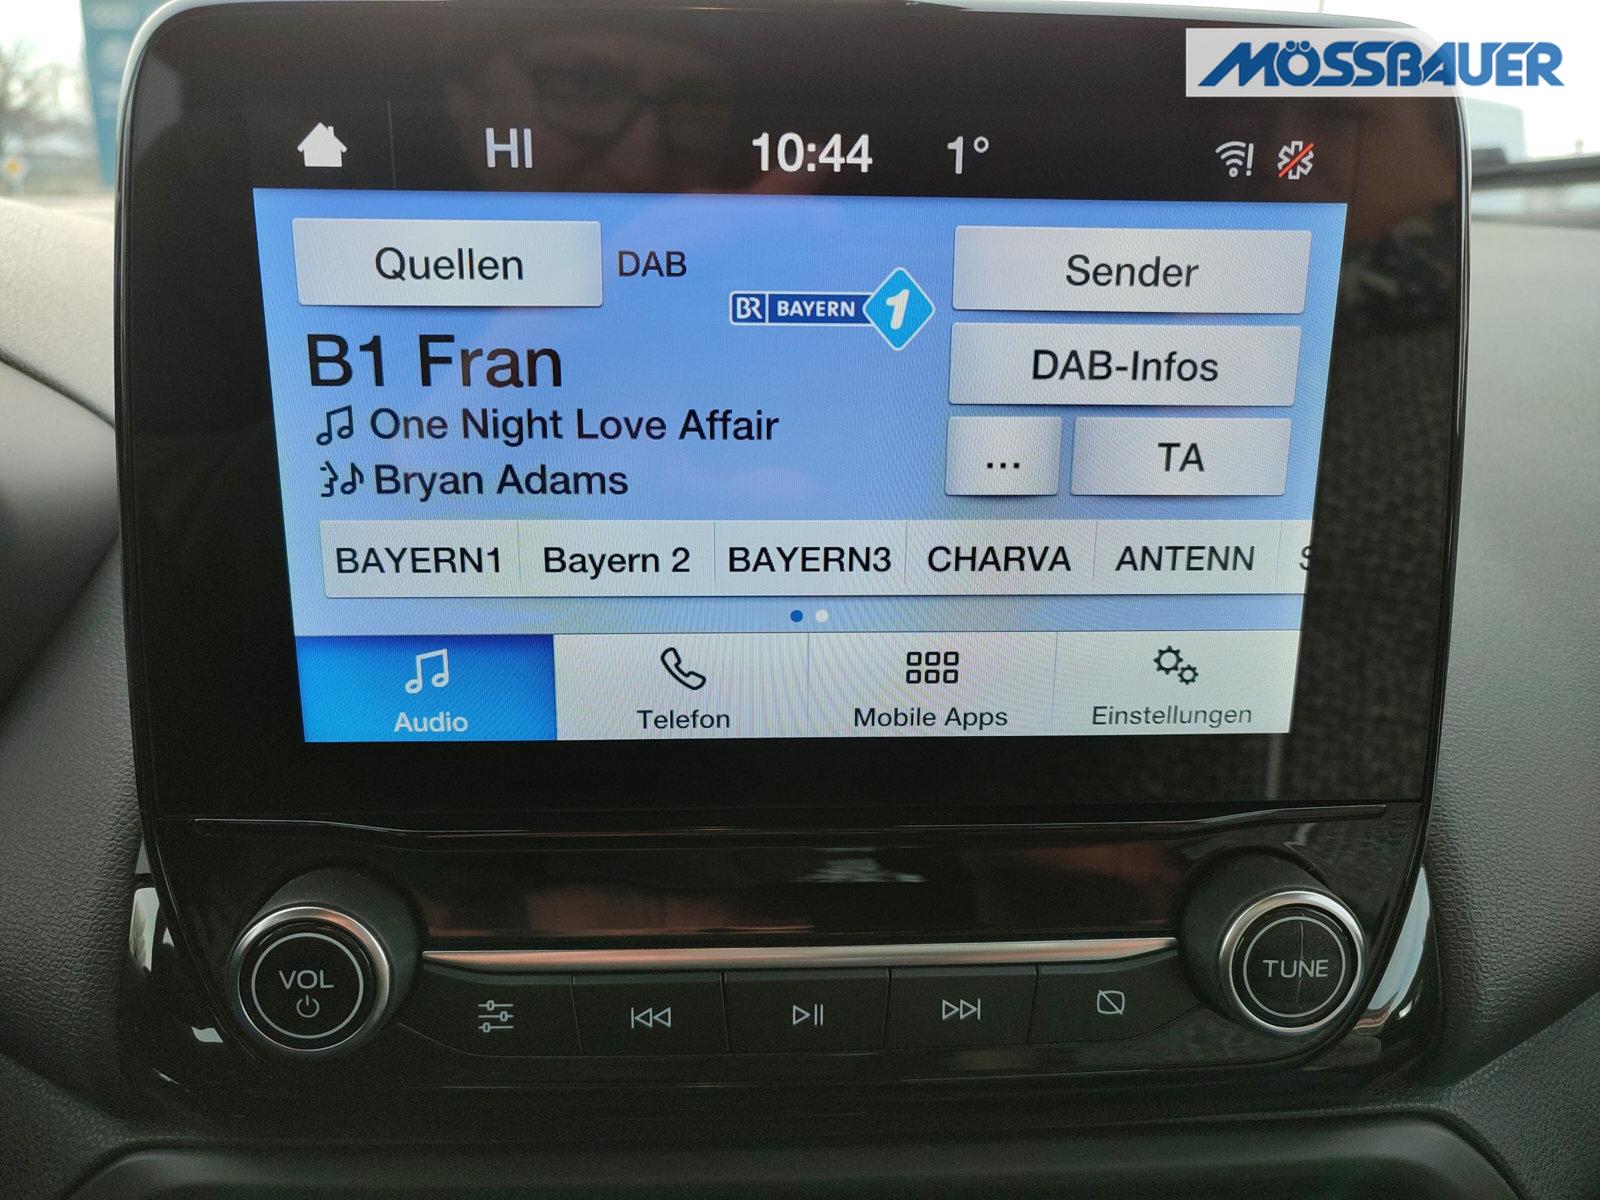 MÖSSBAUER
HI 10:44 1°
Quellen DAB Sender
BR BAYERN 1
B1 Fran
DAB-Infos
One Night Love Affair
... TA
Bryan Adams
BAYERN1 Bayern 2 BAYERN3 CHARVA ANTENN S
Audio Telefon Mobile Apps Einstellungen
VOL TUNE